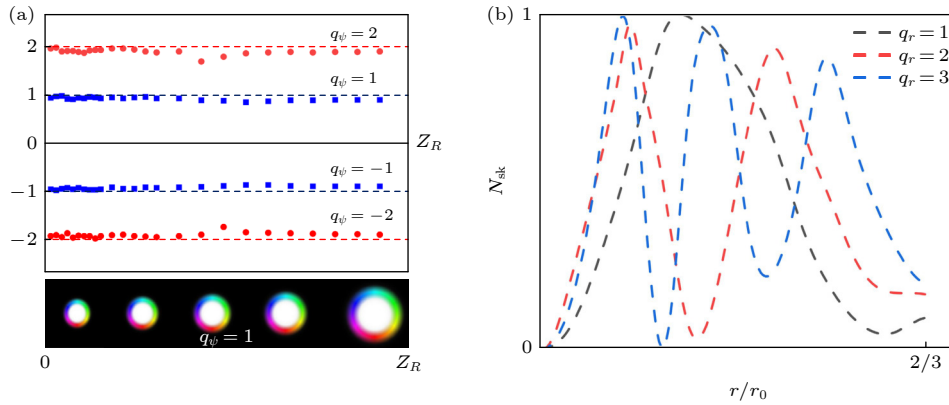 (a)
2
1
0
−1
−2
q_ψ = 2
q_ψ = 1
Z_R
q_ψ = −1
q_ψ = −2
q_ψ = 1
0
Z_R
(b)
1
N_sk
0
q_r = 1
q_r = 2
q_r = 3
2/3
r/r_0